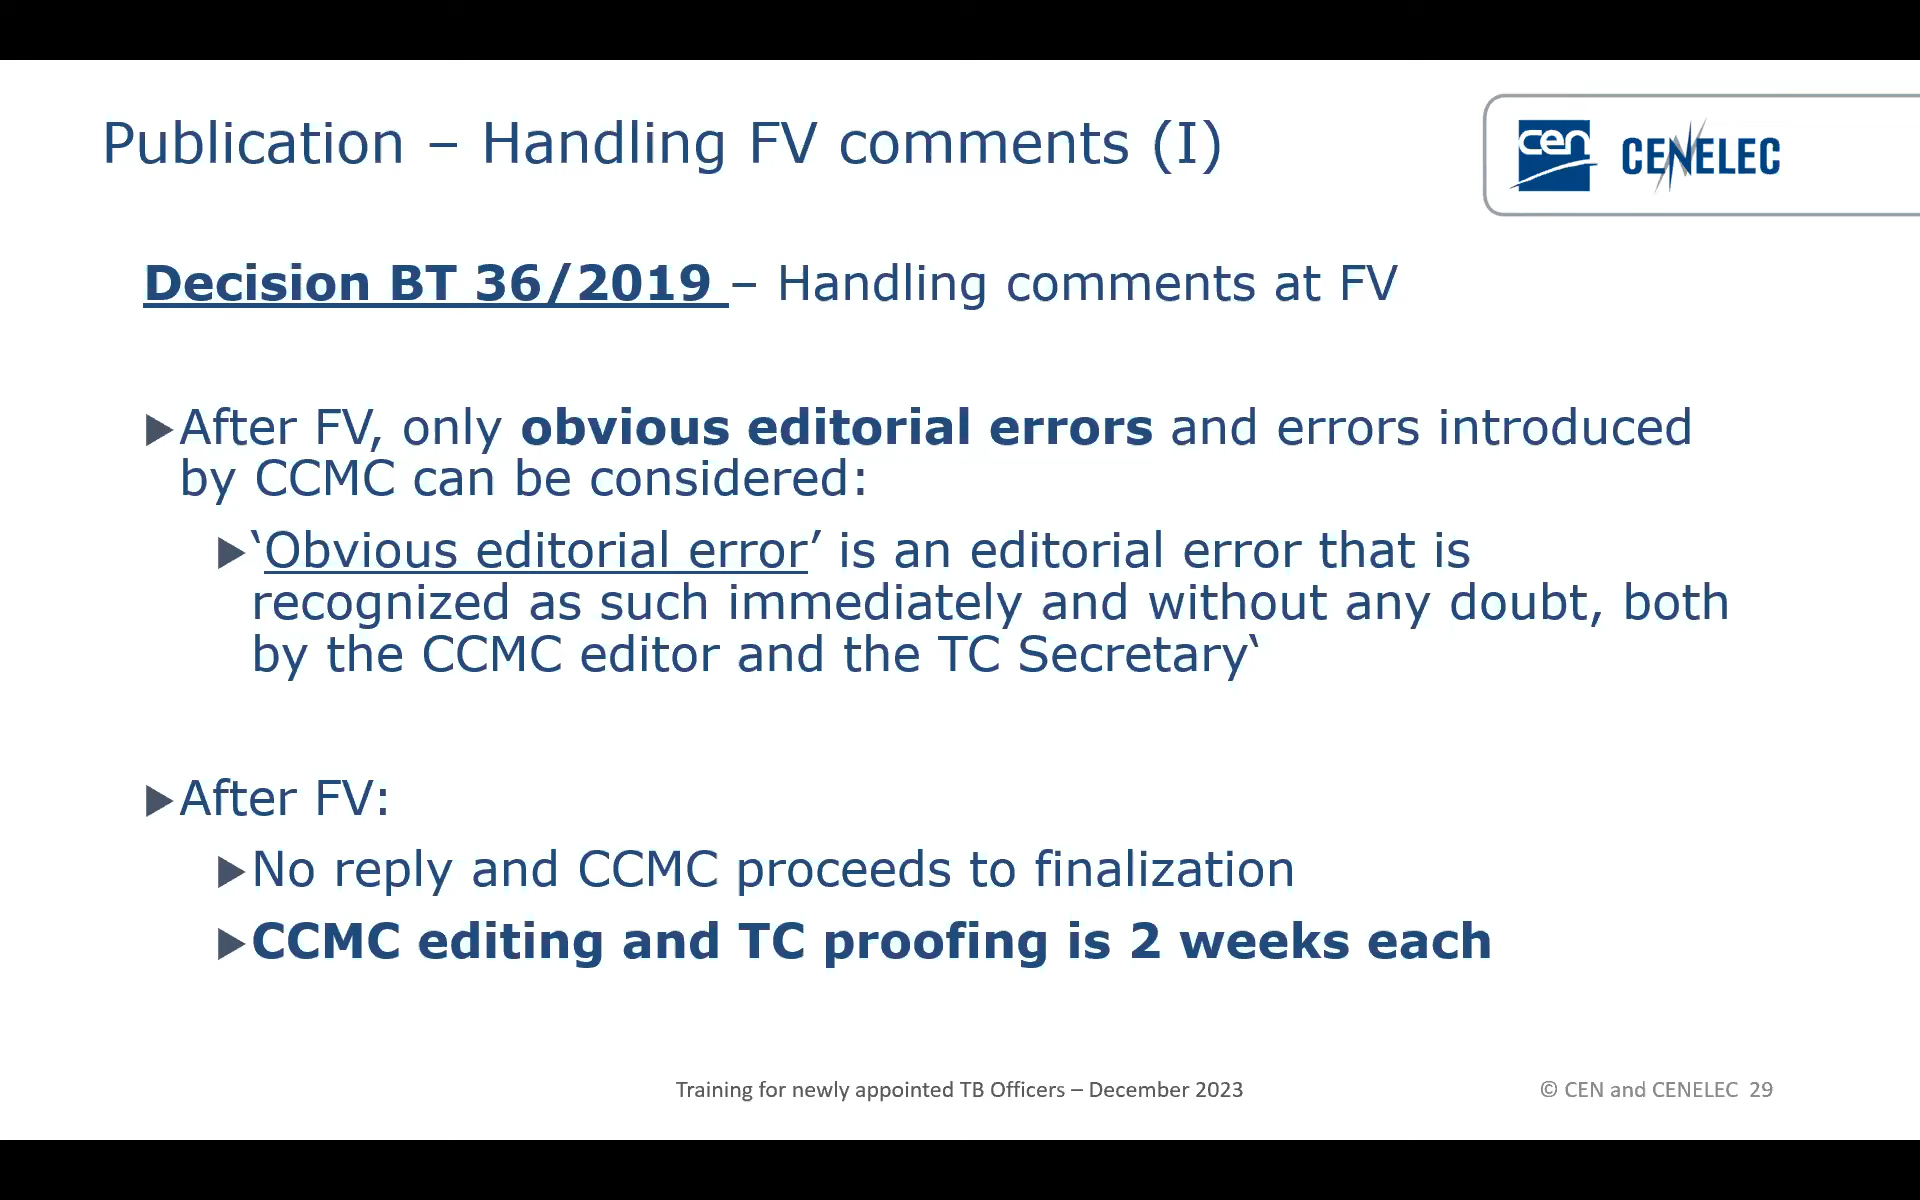 Publication – Handling FV comments (I)
cen
CENELEC
Decision BT 36/2019 – Handling comments at FV
▶After FV, only obvious editorial errors and errors introduced
by CCMC can be considered:
▶‘Obvious editorial error’ is an editorial error that is
recognized as such immediately and without any doubt, both
by the CCMC editor and the TC Secretary‘
▶After FV:
▶No reply and CCMC proceeds to finalization
▶CCMC editing and TC proofing is 2 weeks each
Training for newly appointed TB Officers – December 2023
© CEN and CENELEC 29